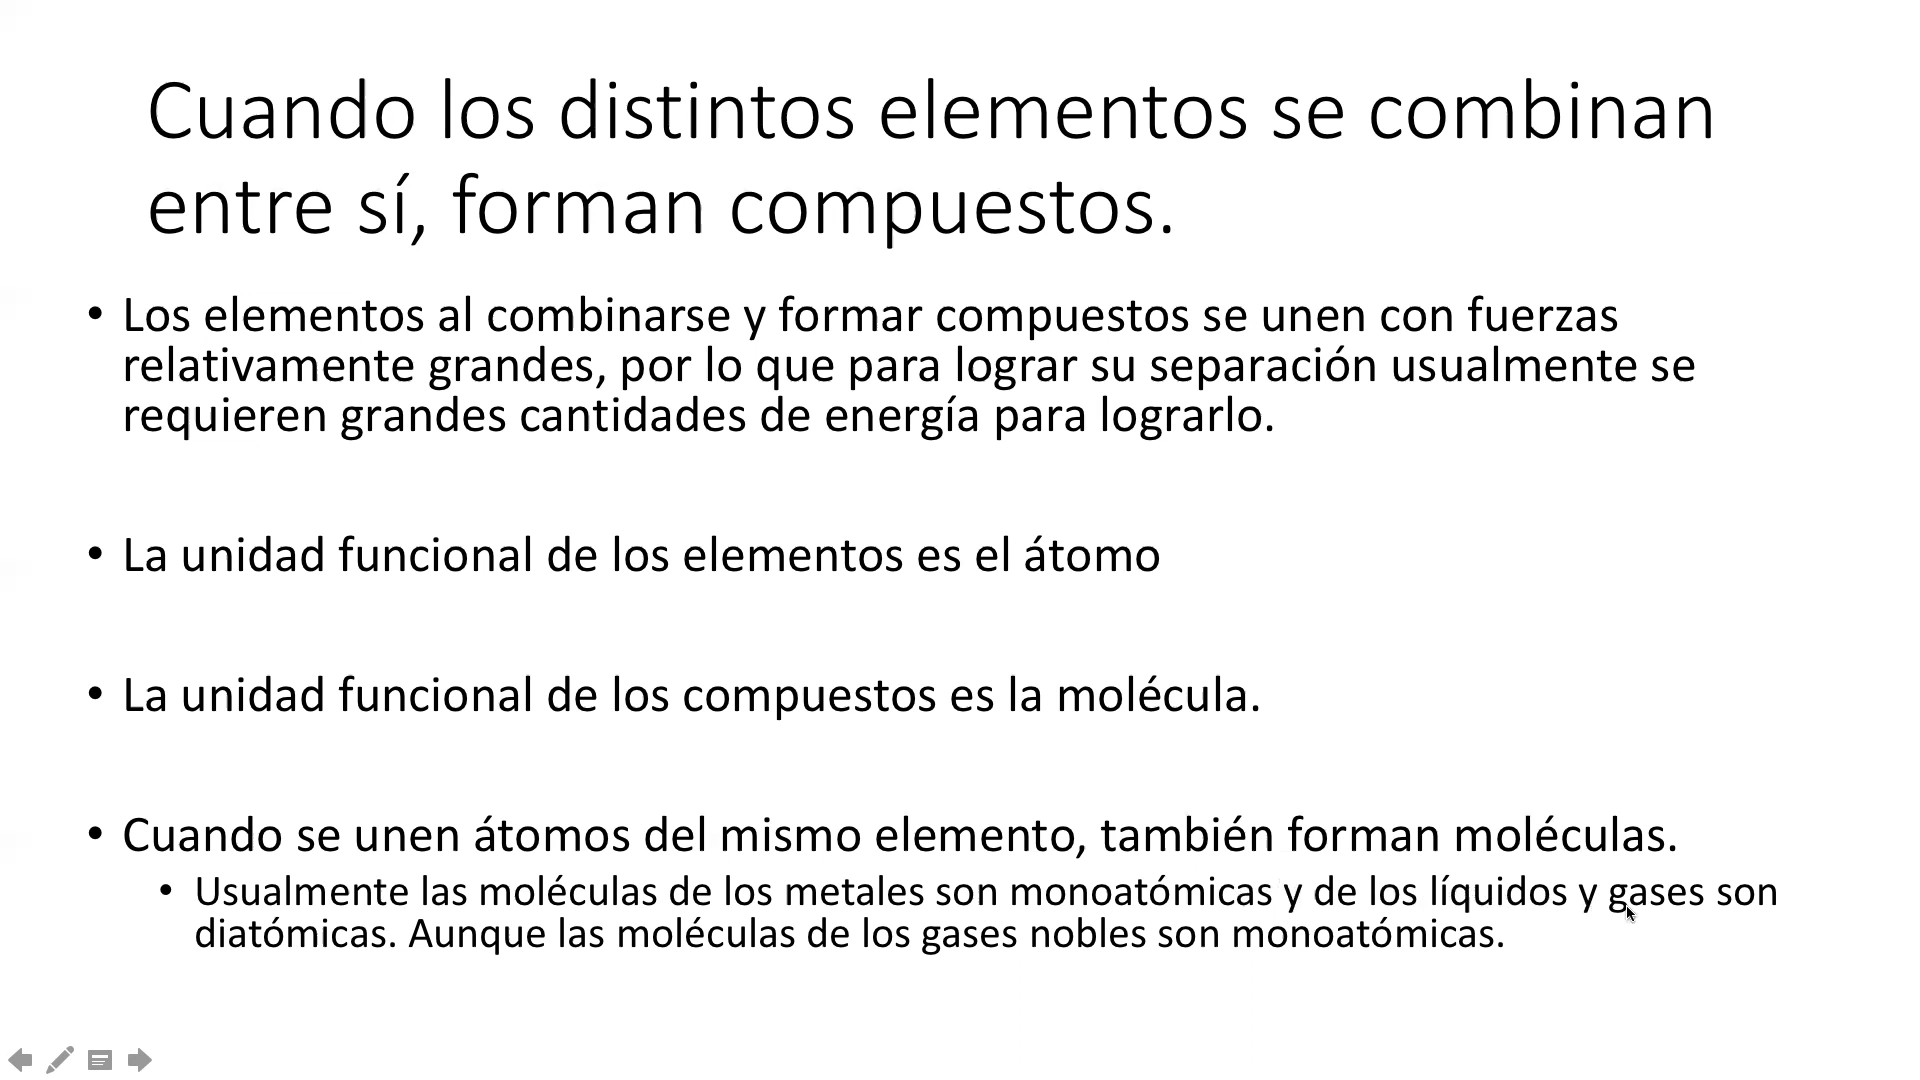 Cuando los distintos elementos se combinan
entre sí, forman compuestos.
• Los elementos al combinarse y formar compuestos se unen con fuerzas
relativamente grandes, por lo que para lograr su separación usualmente se
requieren grandes cantidades de energía para lograrlo.
• La unidad funcional de los elementos es el átomo
• La unidad funcional de los compuestos es la molécula.
• Cuando se unen átomos del mismo elemento, también forman moléculas.
• Usualmente las moléculas de los metales son monoatómicas y de los líquidos y gases son
diatómicas. Aunque las moléculas de los gases nobles son monoatómicas.